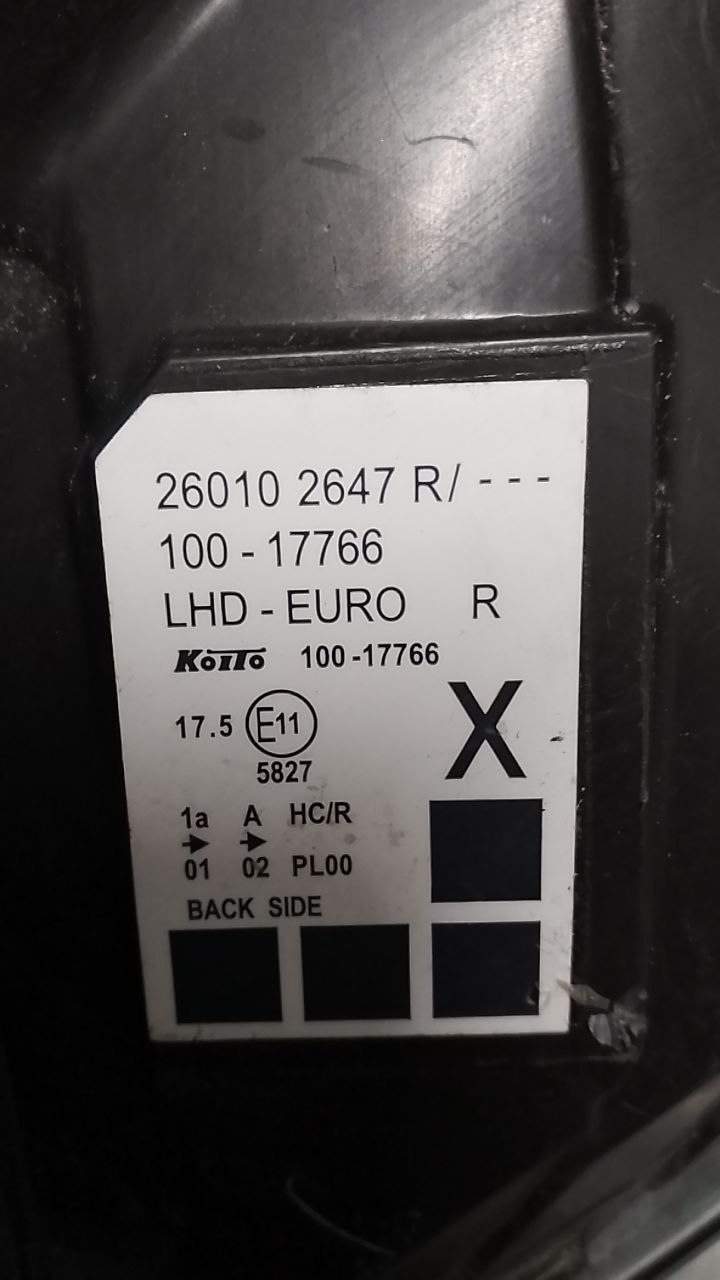 26010 2647 R/ ---
100 - 17766
LHD - EURO R
KOITO 100-17766
X
17.5 E11
5827
1a A HC/R
→ →
01 02 PL00
BACK SIDE